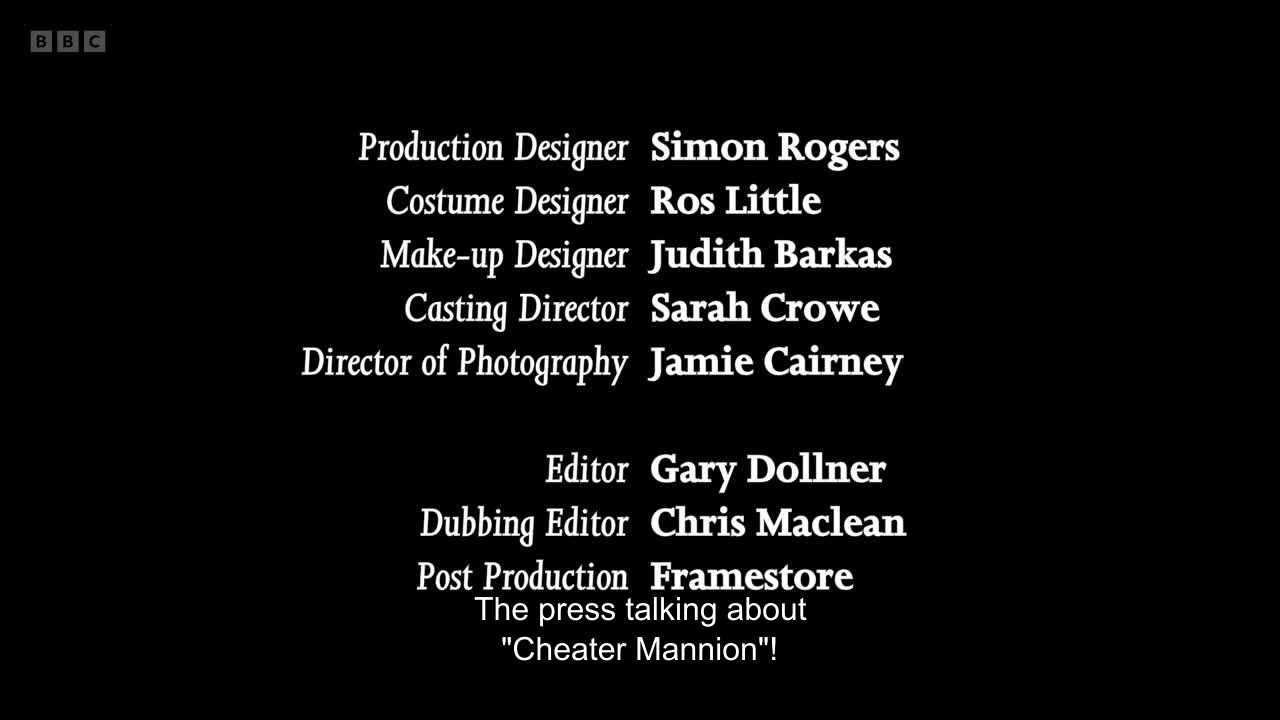 BBC
Production Designer Simon Rogers
Costume Designer Ros Little
Make-up Designer Judith Barkas
Casting Director Sarah Crowe
Director of Photography Jamie Cairney
Editor Gary Dollner
Dubbing Editor Chris Maclean
Post Production Framestore
The press talking about
"Cheater Mannion"!